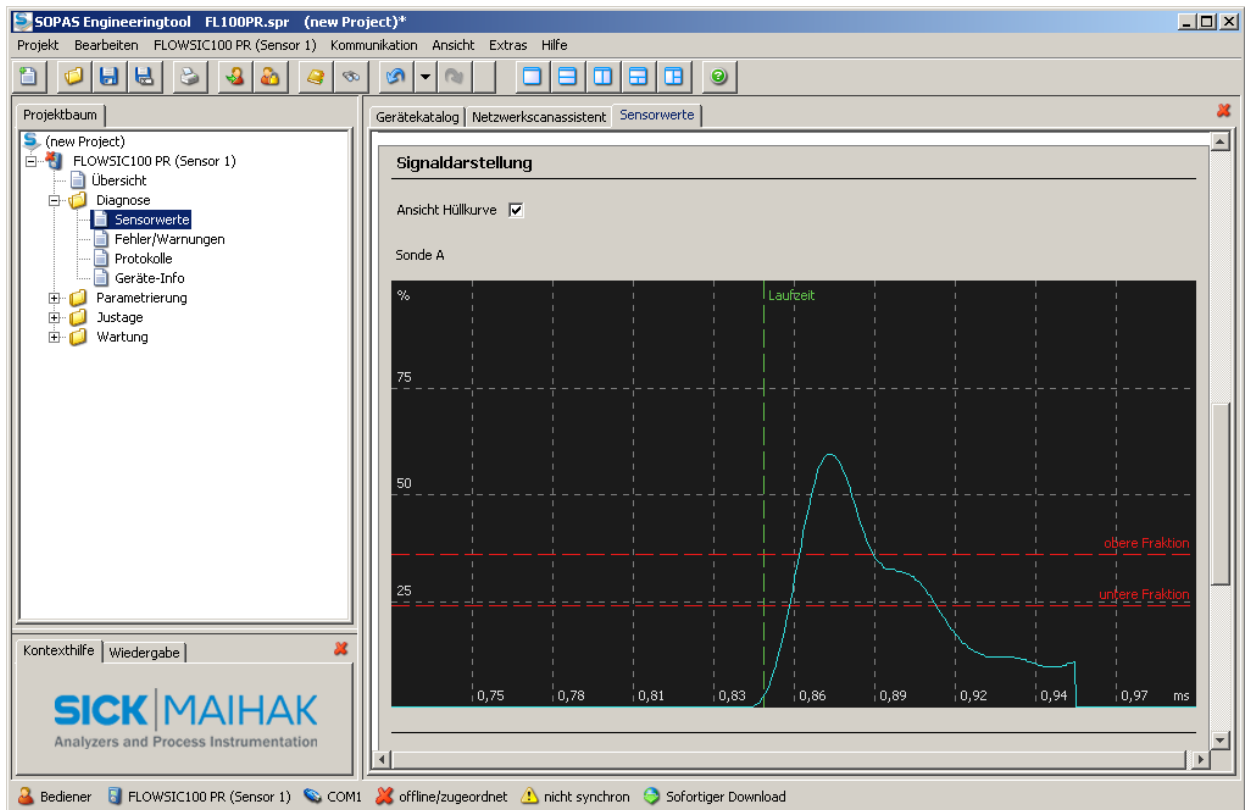 SOPAS Engineeringtool FL100PR.spr (new Project)*
Projekt Bearbeiten FLOWSIC100 PR (Sensor 1) Kommunikation Ansicht Extras Hilfe
Projektbaum
(new Project)
FLOWSIC100 PR (Sensor 1)
Übersicht
Diagnose
Sensorwerte
Fehler/Warnungen
Protokolle
Geräte-Info
Parametrierung
Justage
Wartung
Kontexthilfe Wiedergabe
SICK MAIHAK
Analyzers and Process Instrumentation
Gerätekatalog Netzwerkscanassistent Sensorwerte
Signaldarstellung
Ansicht Hüllkurve
Sonde A
%
Laufzeit
75
50
obere Fraktion
25
untere Fraktion
0,75 0,78 0,81 0,83 0,86 0,89 0,92 0,94 0,97 ms
Bediener FLOWSIC100 PR (Sensor 1) COM1 offline/zugeordnet nicht synchron Sofortiger Download